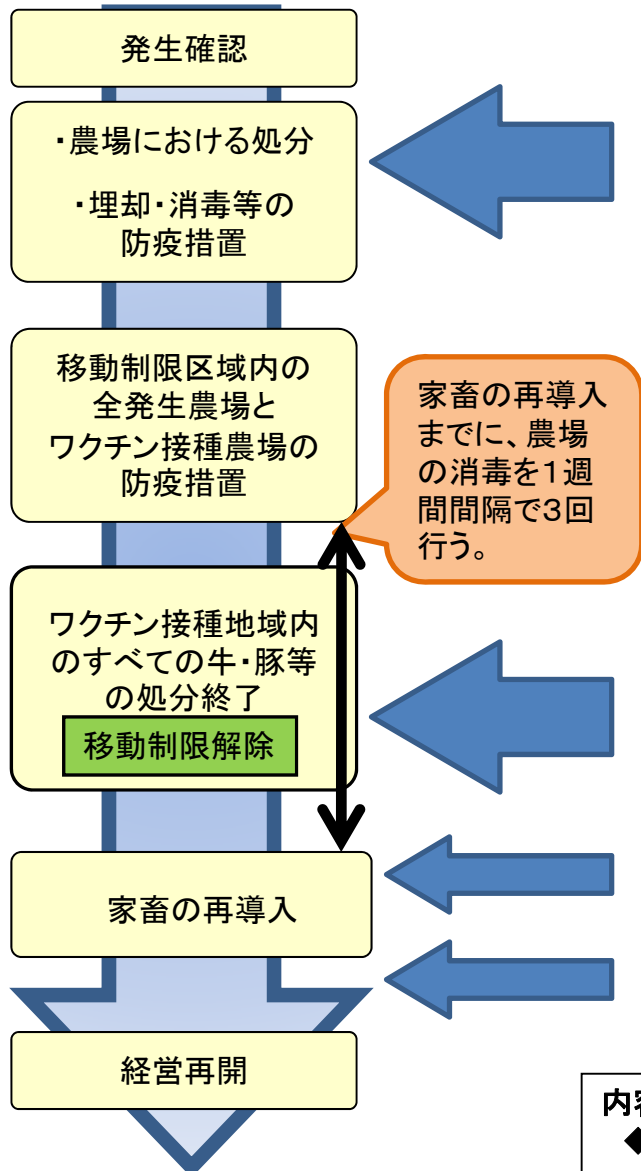 発生確認
・農場における処分
・埋却・消毒等の
防疫措置
移動制限区域内の
全発生農場と
ワクチン接種農場の
防疫措置
家畜の再導入
までに、農場
の消毒を1週
間間隔で3回
行う。
ワクチン接種地域内
のすべての牛・豚等
の処分終了
移動制限解除
家畜の再導入
経営再開
内容
◆